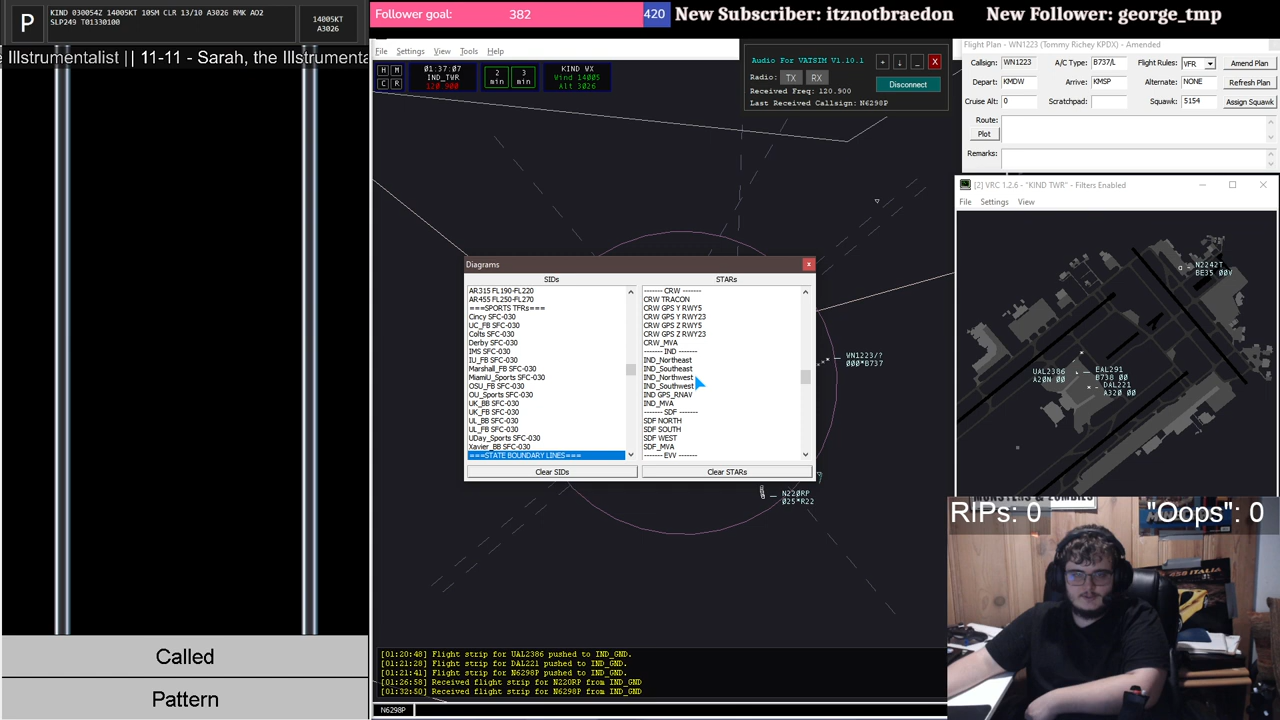 P
KIND 030054Z 14005KT 10SM CLR 13/10 A3026 RMK AO2
SLP249 T01330100
14005KT
A3026
Follower goal:
382
420
New Subscriber: itznotbraedon
New Follower: george_tmp
Illstrumentalist || 11-11 - Sarah, the Illstrumenta
File Settings View Tools Help
H M
C R
01:37:07
IND_TWR
120.900
2
min
3
min
KIND WX
Wind 14005
Alt 3026
Audio For VATSIM V1.10.1
+ ↓ _ X
Radio: TX RX
Received Freq: 120.900
Last Received Callsign: N6298P
Disconnect
Flight Plan - WN1223 (Tommy Richey KPDX) - Amended
Callsign: WN1223 A/C Type: B737/L Flight Rules: VFR Amend Plan
Depart: KMDW Arrive: KMSP Alternate: NONE Refresh Plan
Cruise Alt: 0 Scratchpad: Squawk: 5154 Assign Squawk
Route:
Plot
Remarks:
[2] VRC 1.2.6 - "KIND TWR" - Filters Enabled
File Settings View
N2242T
BE35 00V
UAL2386
A20N 00
EAL291
B738 00
DAL221
A320 00
Diagrams
x
SIDs
AR315 FL190-FL220
AR455 FL250-FL270
===SPORTS TFRs===
Cincy SFC-030
UC_FB SFC-030
Colts SFC-030
Derby SFC-030
IMS SFC-030
IU_FB SFC-030
Marshall_FB SFC-030
MiamiU_Sports SFC-030
OSU_FB SFC-030
OU_Sports SFC-030
UK_BB SFC-030
UK_FB SFC-030
UL_BB SFC-030
UL_FB SFC-030
UDay_Sports SFC-030
Xavier_BB SFC-030
===STATE BOUNDARY LINES===
Clear SIDs
STARs
------- CRW -------
CRW TRACON
CRW GPS Y RWY5
CRW GPS Y RWY23
CRW GPS Z RWY5
CRW GPS Z RWY23
CRW_MVA
------- IND -------
IND_Northeast
IND_Southeast
IND_Northwest
IND_Southwest
IND GPS_RNAV
IND_MVA
------- SDF -------
SDF NORTH
SDF SOUTH
SDF WEST
SDF_MVA
------- EVV -------
Clear STARs
WN1223/?
000*B737
N220RP
025*R22
RIPs: 0
"Oops": 0
Called
Pattern
[01:20:48] Flight strip for UAL2386 pushed to IND_GND.
[01:21:28] Flight strip for DAL221 pushed to IND_GND.
[01:21:41] Flight strip for N6298P pushed to IND_GND.
[01:26:58] Received flight strip for N220RP from IND_GND
[01:32:50] Received flight strip for N6298P from IND_GND
N6298P